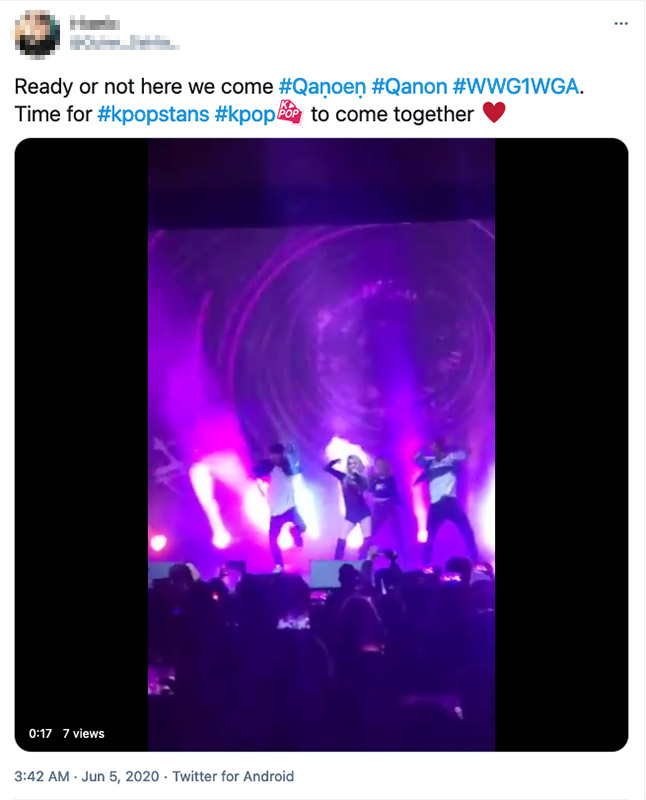 Ready or not here we come #Qaṇoeṇ #Qanon #WWG1WGA.
Time for #kpopstans #kpop K POP to come together ♥
0:17 7 views
3:42 AM · Jun 5, 2020 · Twitter for Android